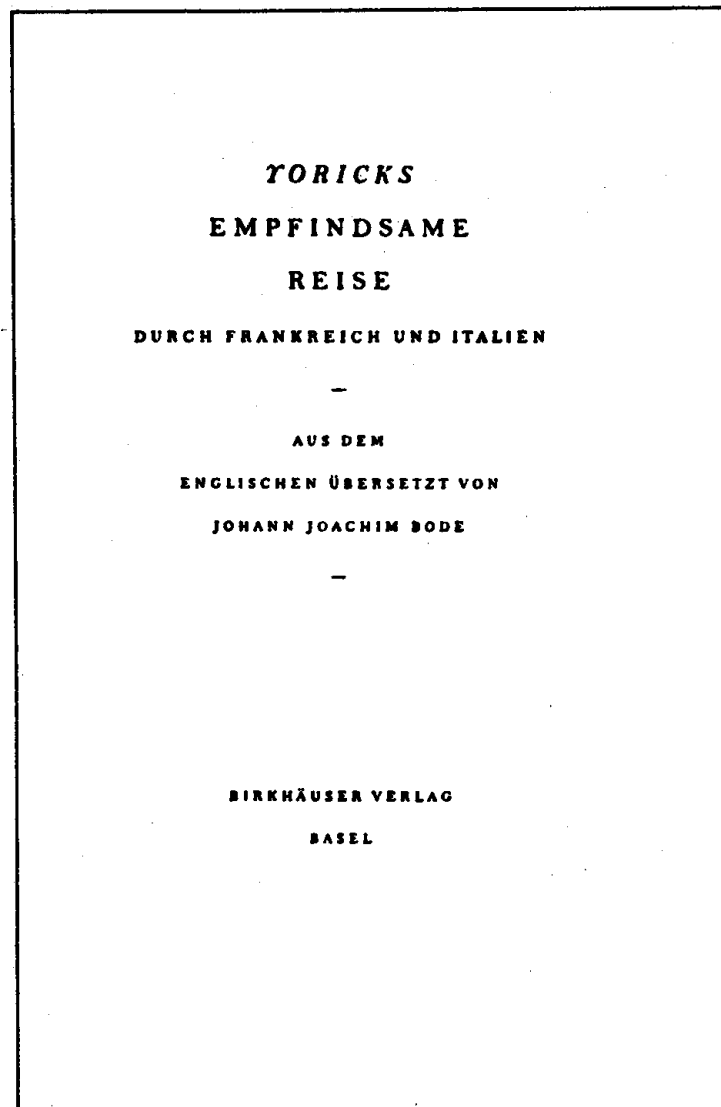 YORICKS
EMPFINDSAME
REISE
DURCH FRANKREICH UND ITALIEN
—
AUS DEM
ENGLISCHEN ÜBERSETZT VON
JOHANN JOACHIM BODE
—
BIRKHÄUSER VERLAG
BASEL